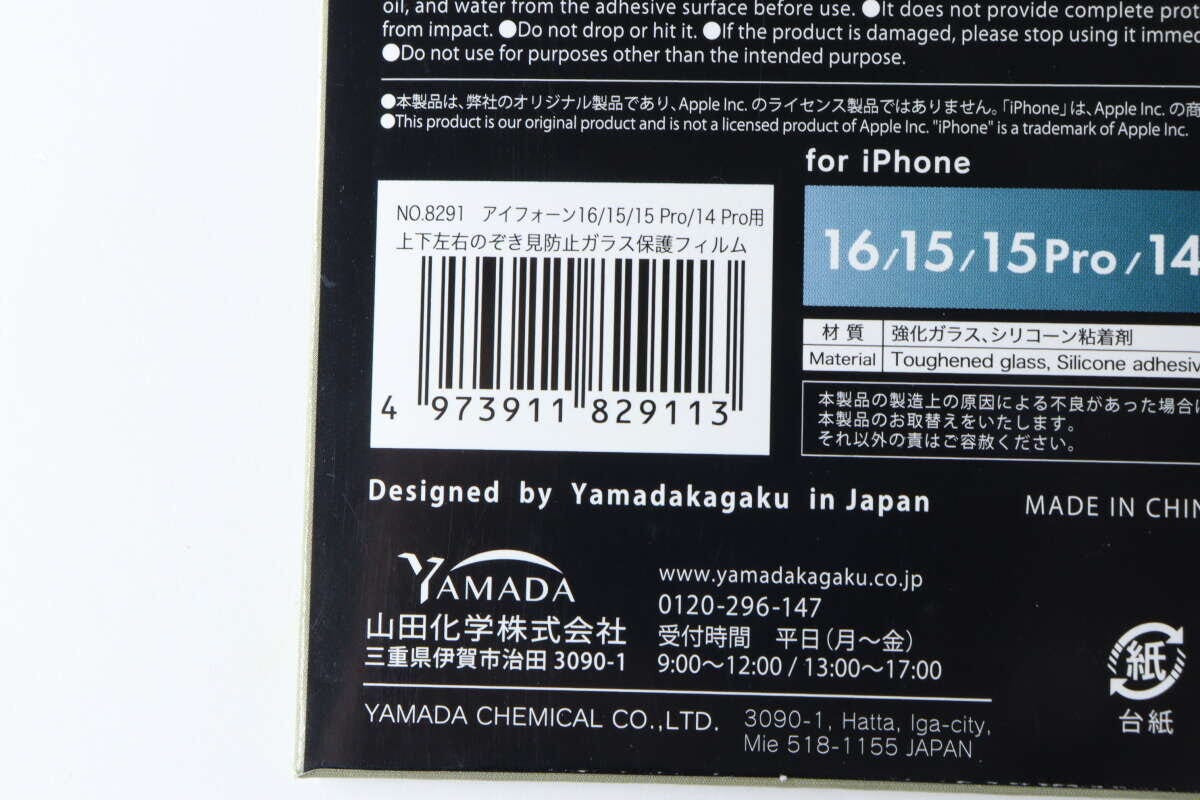 oil, and water from the adhesive surface before use. ●It does not provide complete
from impact. ●Do not drop or hit it. ●If the product is damaged, please stop using it
●Do not use for purposes other than the intended purpose.
●本製品は、弊社のオリジナル製品であり、Apple Inc. のライセンス製品ではありません。「iPhone」は、Apple Inc. の商
●This product is our original product and is not a licensed product of Apple Inc. "iPhone" is a trademark of Apple Inc.
for iPhone
16/15/15Pro/14
NO.8291 アイフォーン16/15/15 Pro/14 Pro用
上下左右のぞき見防止ガラス保護フィルム
4 973911 829113
材質 強化ガラス、シリコーン粘着剤
Material Toughened glass, Silicone
本製品の製造上の原因による不良があった場合は
本製品のお取替えをいたします。
それ以外の責はご容赦ください。
Designed by Yamadakagaku in Japan
MADE IN
YAMADA
山田化学株式会社
三重県伊賀市治田 3090-1
www.yamadakagaku.co.jp
0120-296-147
受付時間 平日（月〜金）
9:00〜12:00 / 13:00〜17:00
紙
台紙
YAMADA CHEMICAL CO.,LTD.
3090-1, Hatta, Iga-city,
Mie 518-1155 JAPAN